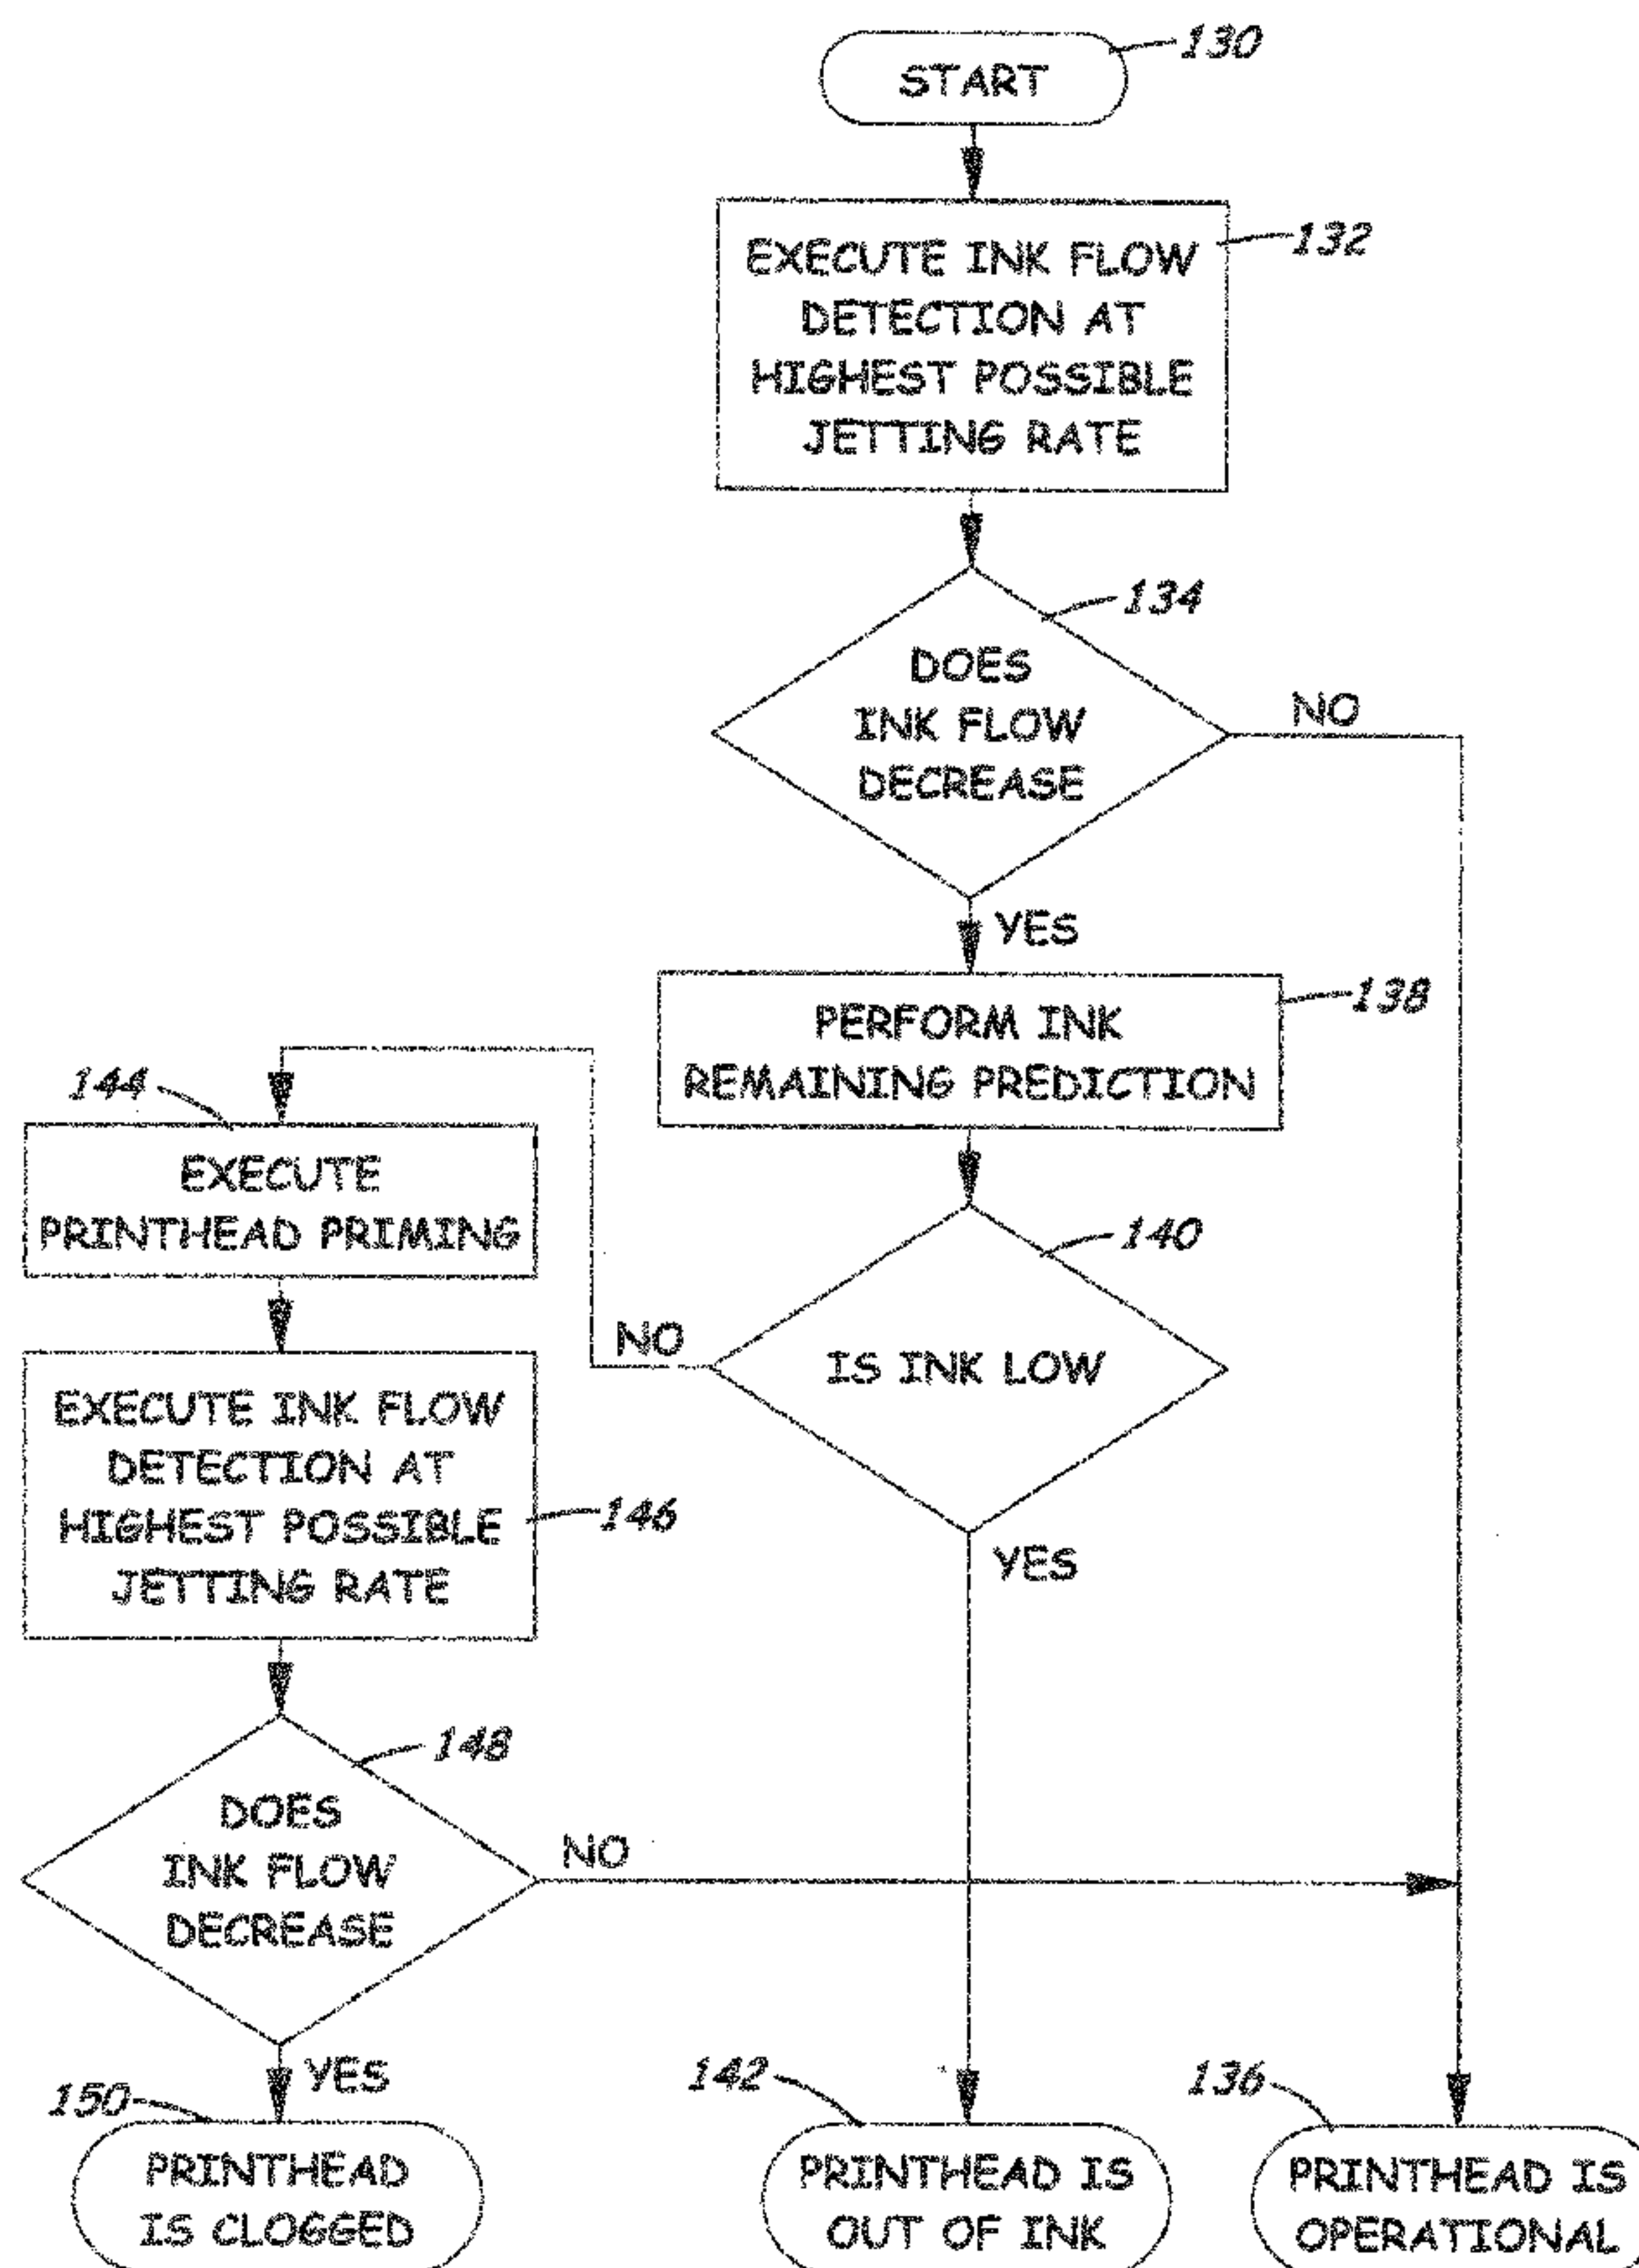 130
START
132
EXECUTE INK FLOW
DETECTION AT
HIGHEST POSSIBLE
JETTING RATE
134
DOES
INK FLOW
DECREASE
NO
YES
138
PERFORM INK
REMAINING PREDICTION
144
EXECUTE
PRINTHEAD PRIMING
140
IS INK LOW
NO
YES
EXECUTE INK FLOW
DETECTION AT
HIGHEST POSSIBLE
JETTING RATE
146
148
DOES
INK FLOW
DECREASE
NO
YES
150
PRINTHEAD
IS CLOGGED
142
PRINTHEAD IS
OUT OF INK
136
PRINTHEAD IS
OPERATIONAL